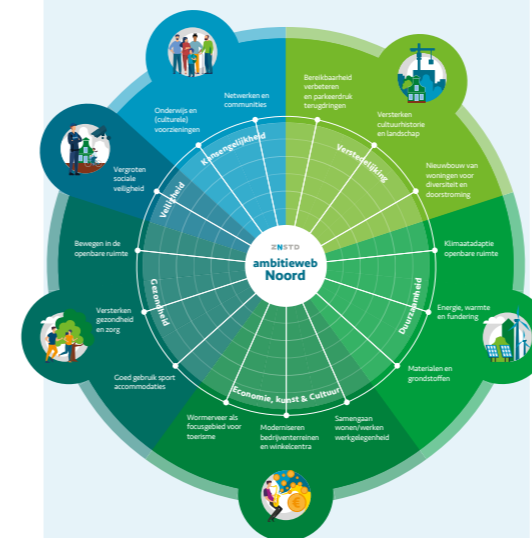 ZNSTD
ambitieweb
Noord
Verstedelijking
Bereikbaarheid
verbeteren
en parkeerdruk
terugdringen
Versterken
cultuurhistorie
en landschap
Nieuwbouw van
woningen voor
diversiteit en
doorstroming
Duurzaamheid
Klimaatadaptie
openbare ruimte
Energie, warmte
en fundering
Materialen en
grondstoffen
Economie, kunst & Cultuur
Samengaan
wonen/werken
werkgelegenheid
Moderniseren
bedrijventerreinen
en winkelcentra
Wormerveer als
focusgebied voor
toerisme
Gezondheid
Goed gebruik sport
accommodaties
Versterken
gezondheid
en zorg
Bewegen in de
openbare ruimte
Veiligheid
Vergroten
sociale
veiligheid
Kansengelijkheid
Onderwijs en
(culturele)
voorzieningen
Netwerken en
communities